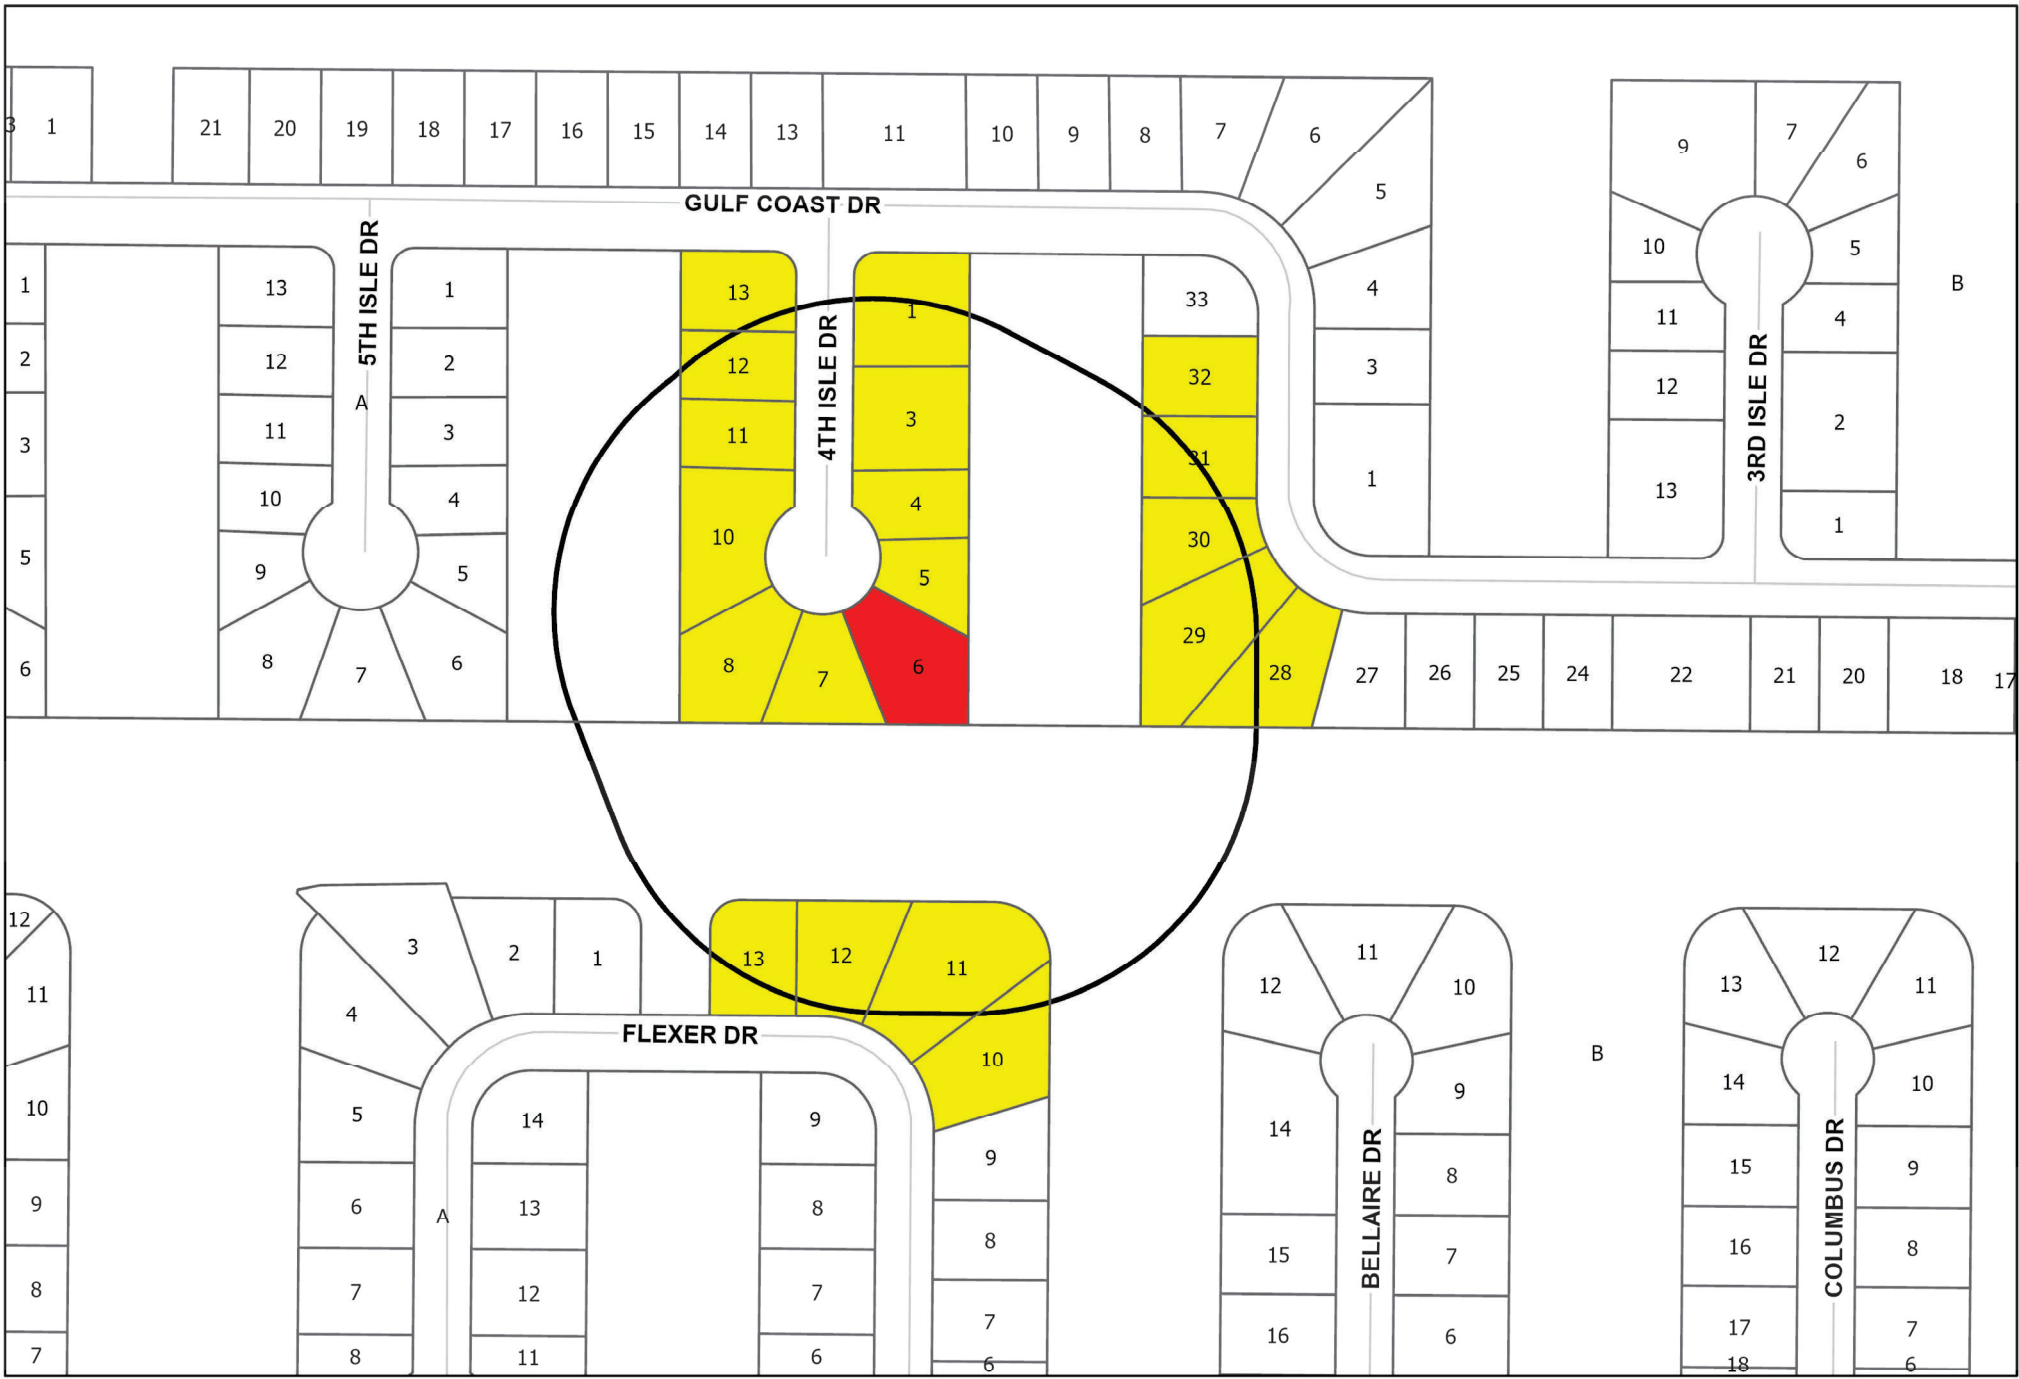 3 1 21 20 19 18 17 16 15 14 13 11 10 9 8 7 6 5
9 7 6
GULF COAST DR
5TH ISLE DR
4TH ISLE DR
3RD ISLE DR
1 13 1 13 1 33 4 10 5 B
2 12 2 12 32 3 11 4
A
3 11 3 11 3 31 1 12 2
10 4 10 4 30 13 1
5 9 5 5
6 8 7 6 8 7 6 29 28 27 26 25 24 22 21 20 18 17
12 3 2 1 13 12 11 12 11 10 13 12 11
11 4
FLEXER DR
10 B
10 5 14 9 9 14 9 14 10
BELLAIRE DR
COLUMBUS DR
9 6 A 13 8 8 8 15 9
8 7 12 7 7 15 7 16 8
7 8 11 6 6 16 6 17 7
18 6